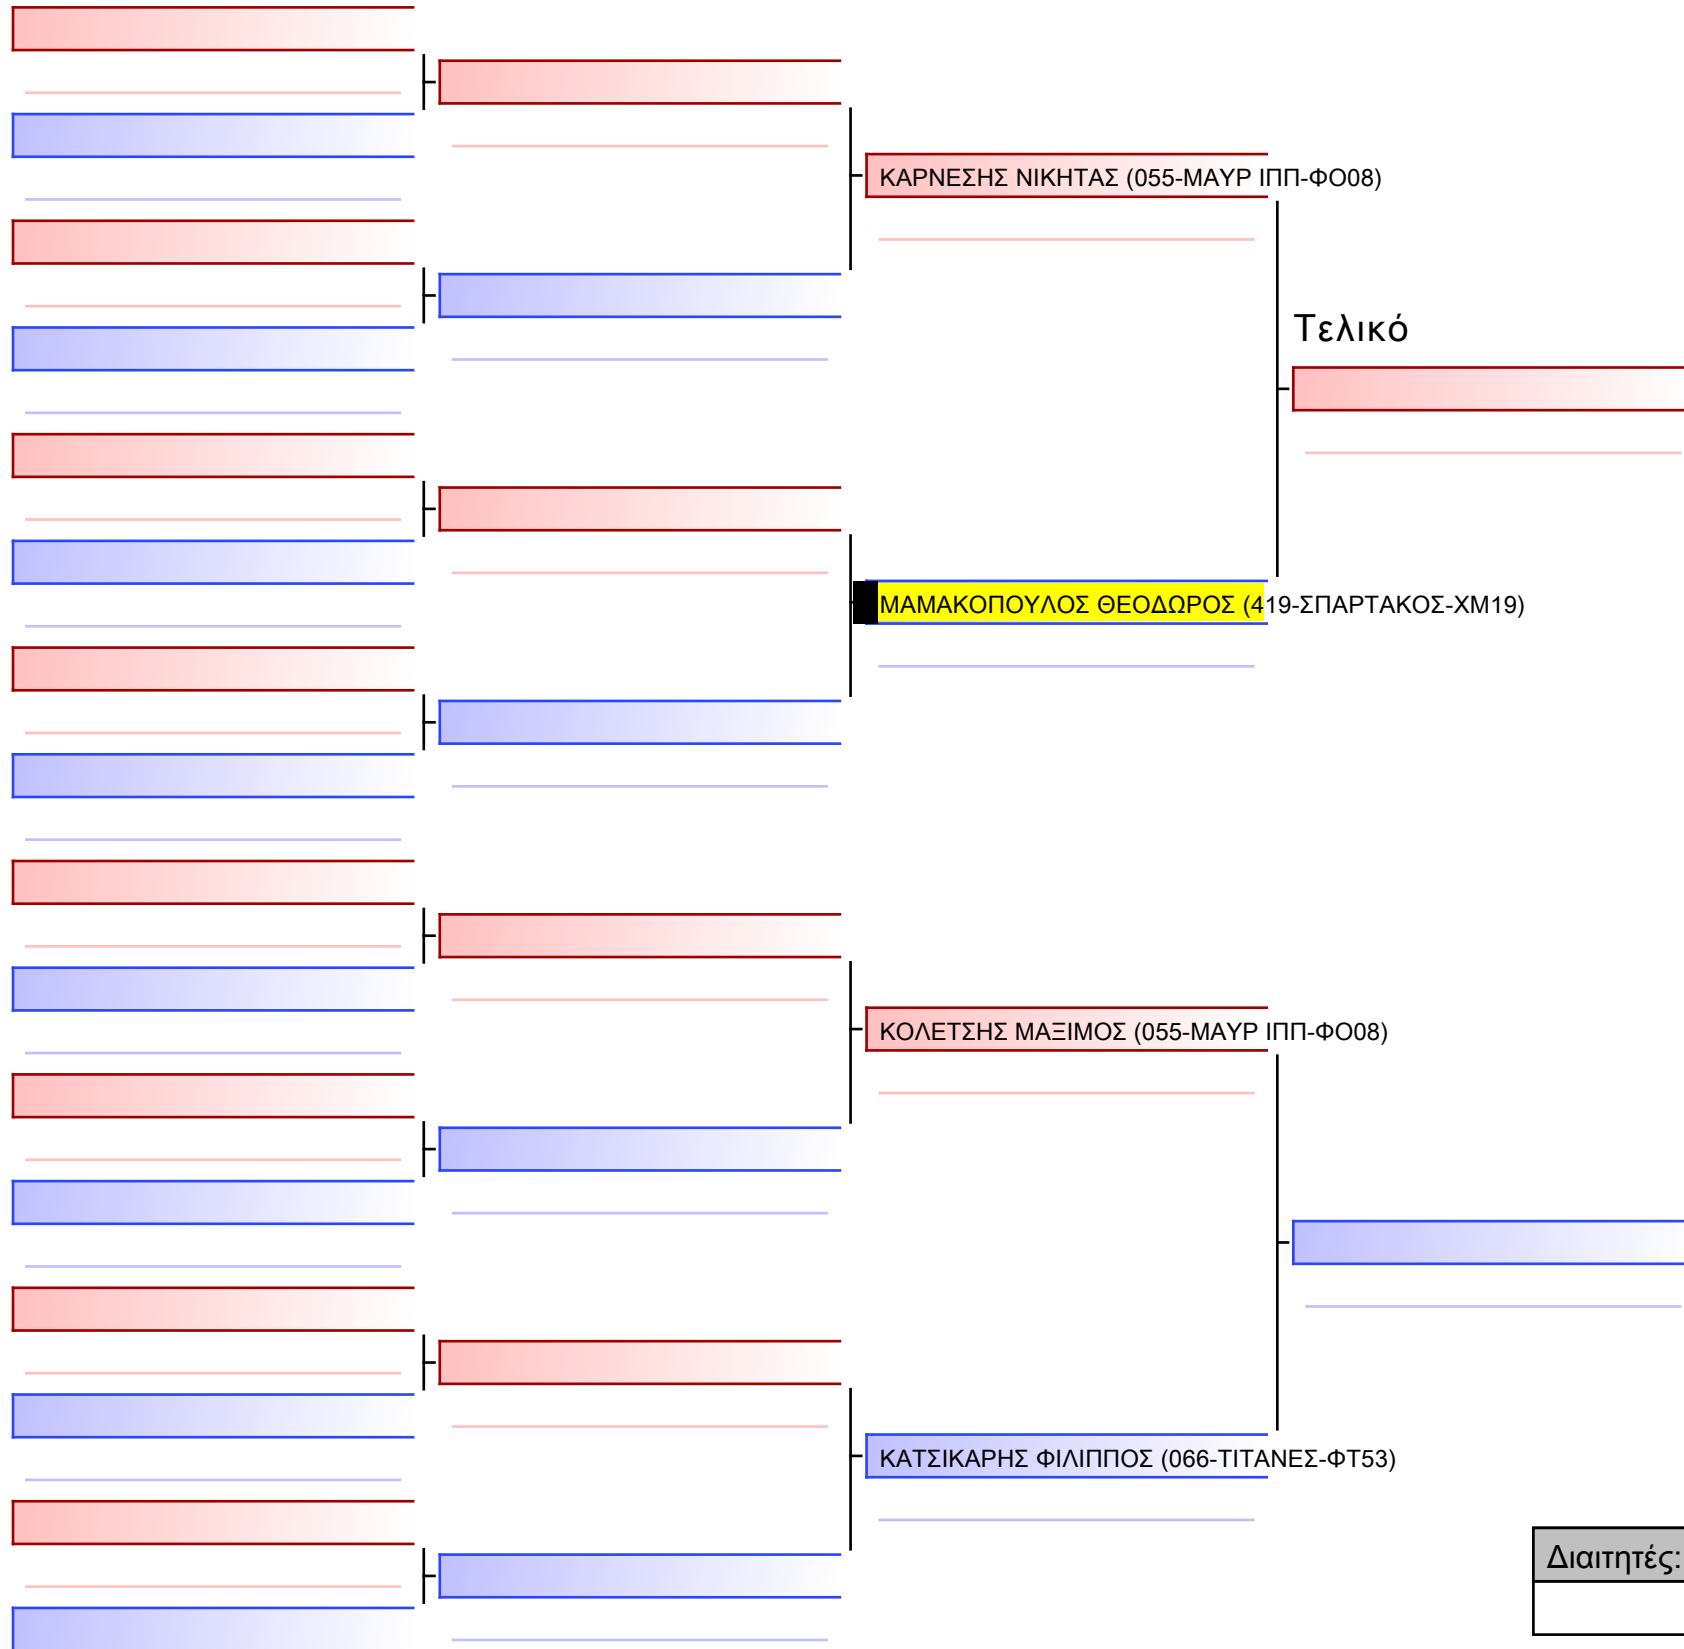 ΚΑΡΝΕΣΗΣ ΝΙΚΗΤΑΣ (055-ΜΑΥΡ ΙΠΠ-ΦΟ08)
Τελικό
ΜΑΜΑΚΟΠΟΥΛΟΣ ΘΕΟΔΩΡΟΣ (419-ΣΠΑΡΤΑΚΟΣ-ΧΜ19)
ΚΟΛΕΤΣΗΣ ΜΑΞΙΜΟΣ (055-ΜΑΥΡ ΙΠΠ-ΦΟ08)
ΚΑΤΣΙΚΑΡΗΣ ΦΙΛΙΠΠΟΣ (066-ΤΙΤΑΝΕΣ-ΦΤ53)
Διαιτητές: